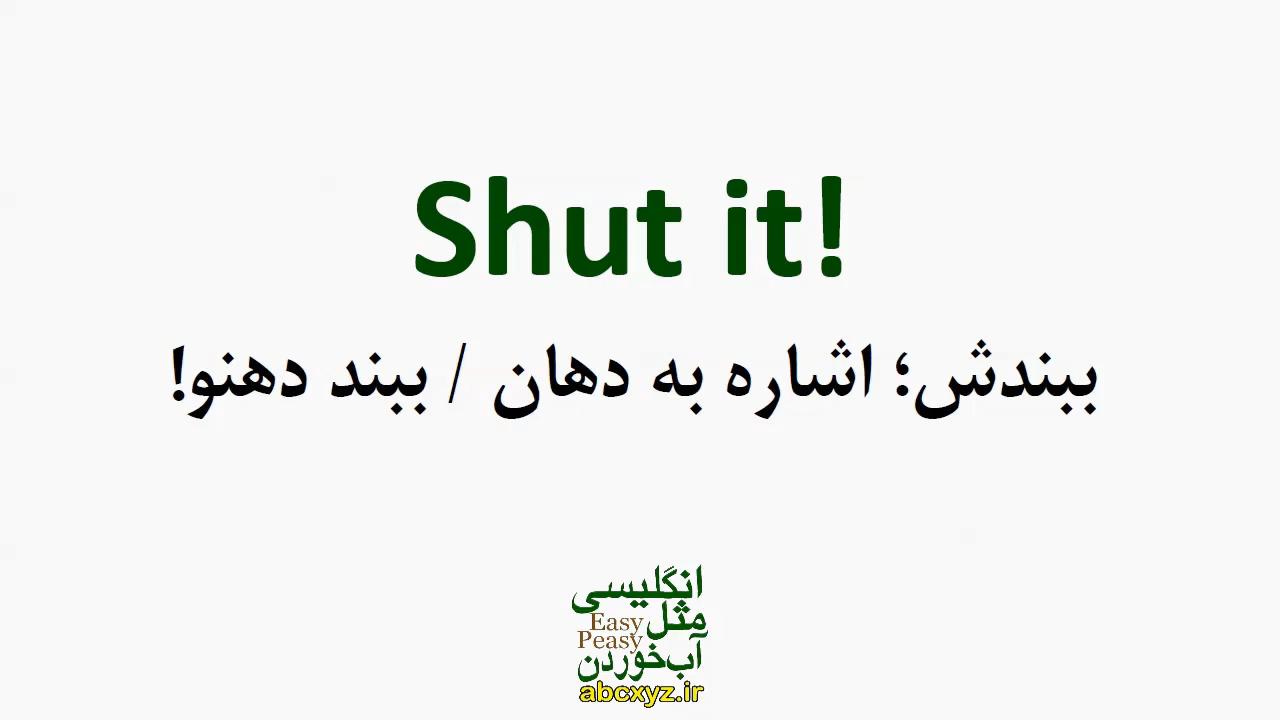 Shut it!
ببندش؛ اشاره به دهان / ببند دهنو!
انگلیسی
مثل Easy
Peasy
آب‌خوردن
abcxyz.ir